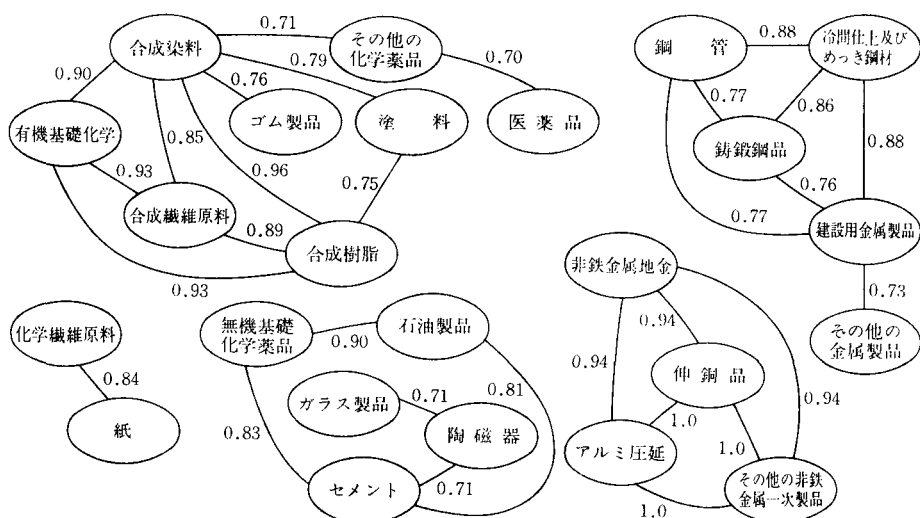 0.71
合成染料
その他の
化学薬品
0.79
0.70
0.90
0.76
ゴム製品
塗 料
医 薬 品
有機基礎化学
0.85
0.96
0.93
0.75
合成繊維原料
0.89
合成樹脂
0.93
鋼 管
0.88
冷間仕上及び
めっき鋼材
0.77
0.86
鋳鍛鋼品
0.88
0.76
0.77
建設用金属製品
0.73
その他の
金属製品
化学繊維原料
0.84
紙
無機基礎
化学薬品
0.90
石油製品
ガラス製品
0.71
0.81
陶 磁 器
0.83
セメント
0.71
非鉄金属地金
0.94
0.94
伸 銅 品
0.94
1.0
1.0
アルミ圧延
その他の非鉄
金属一次製品
1.0